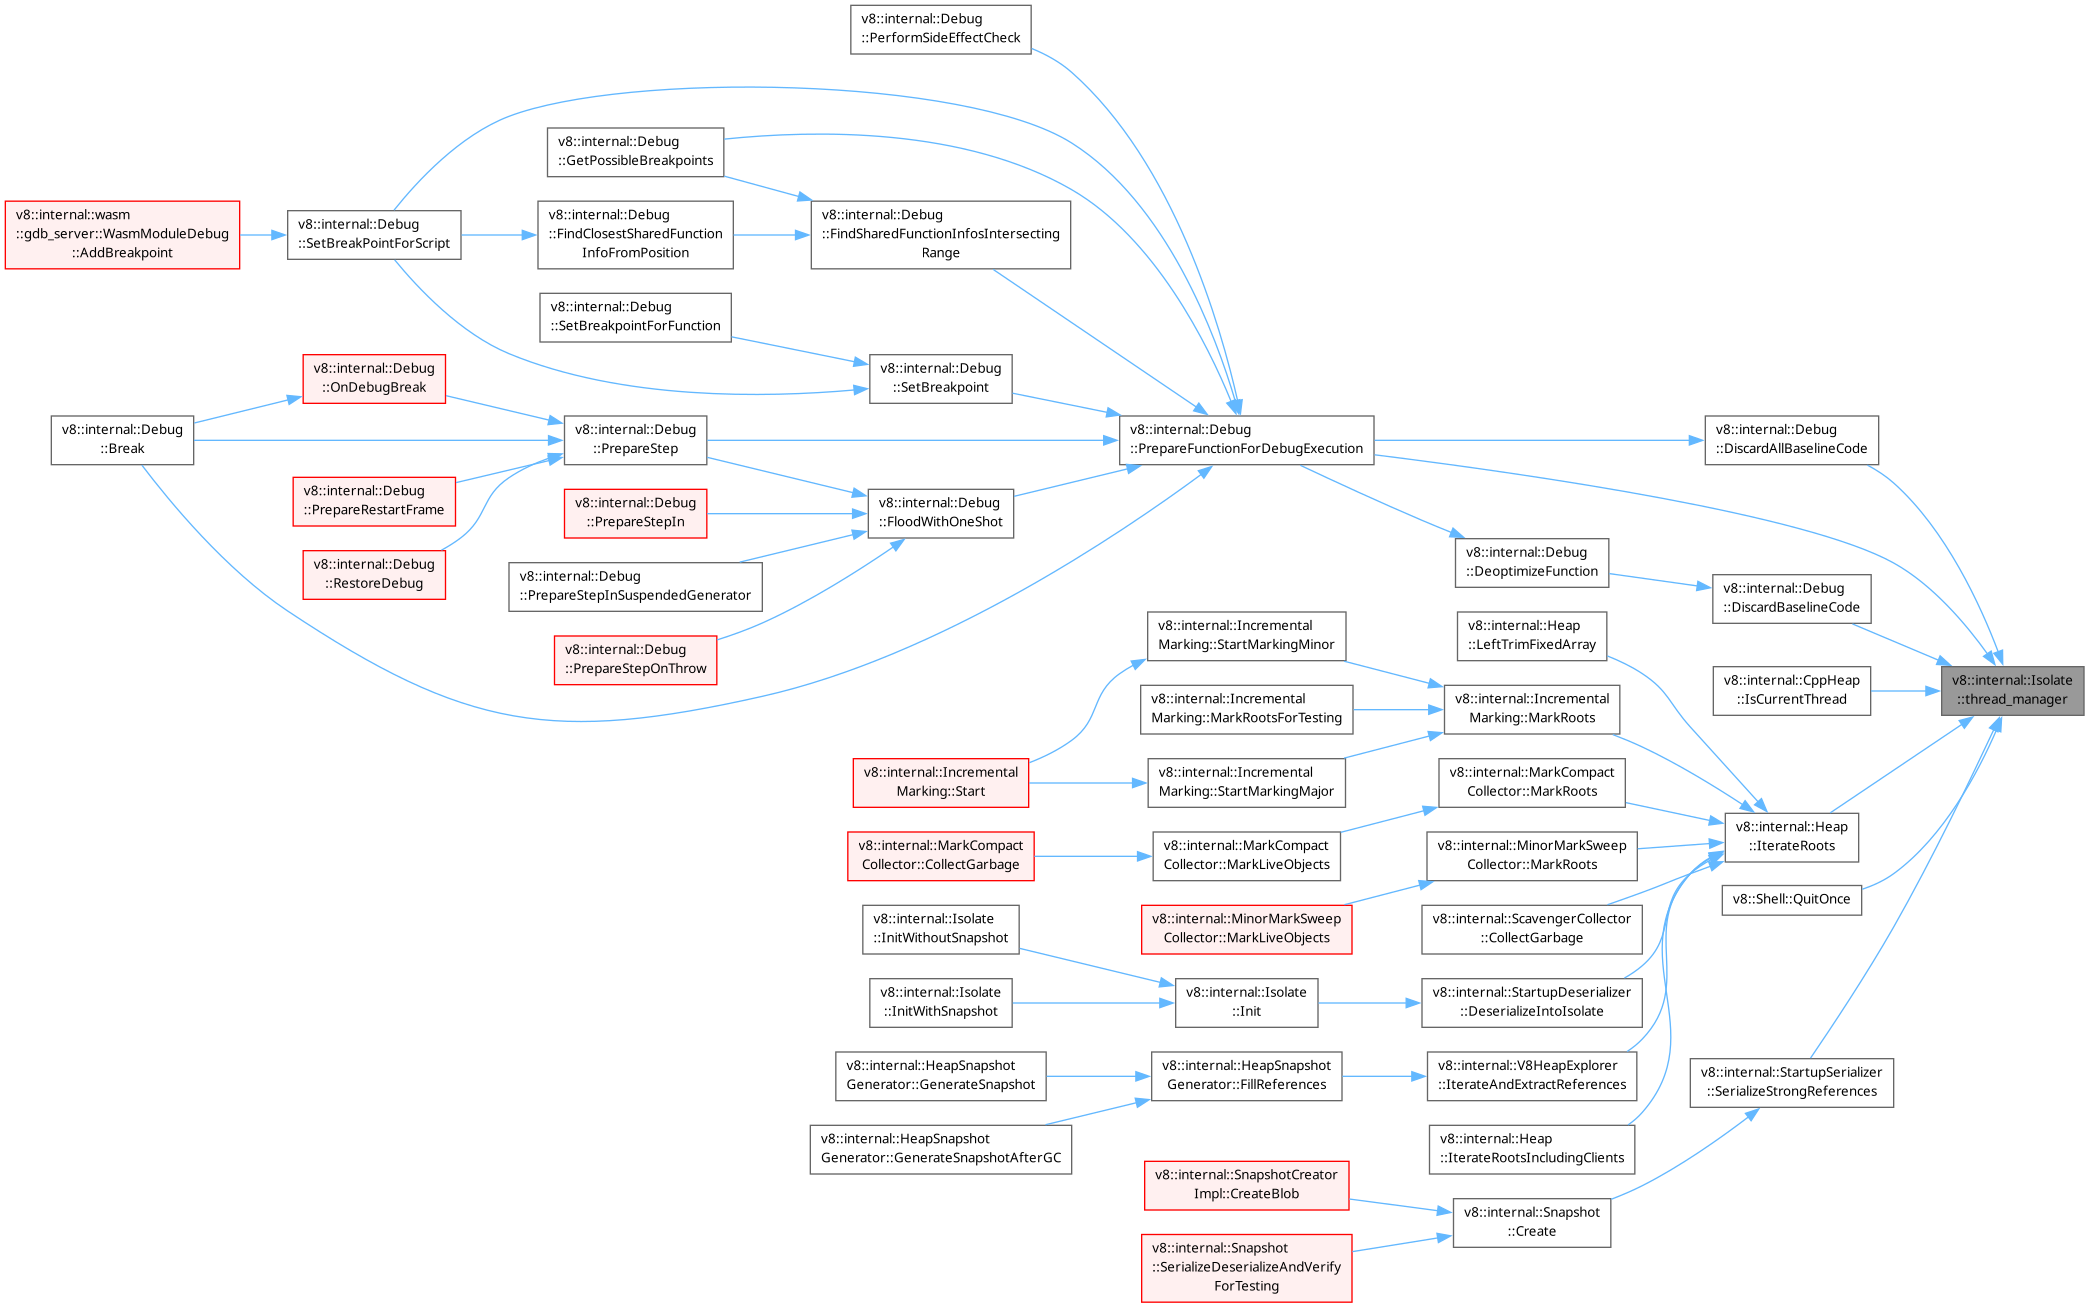 v8::internal::Debug
::PerformSideEffectCheck
v8::internal::Debug
::GetPossibleBreakpoints
v8::internal::wasm
::gdb_server::WasmModuleDebug
::AddBreakpoint
v8::internal::Debug
::SetBreakPointForScript
v8::internal::Debug
::FindClosestSharedFunction
InfoFromPosition
v8::internal::Debug
::FindSharedFunctionInfosIntersecting
Range
v8::internal::Debug
::SetBreakpointForFunction
v8::internal::Debug
::OnDebugBreak
v8::internal::Debug
::SetBreakpoint
v8::internal::Debug
::Break
v8::internal::Debug
::PrepareStep
v8::internal::Debug
::PrepareFunctionForDebugExecution
v8::internal::Debug
::DiscardAllBaselineCode
v8::internal::Debug
::PrepareRestartFrame
v8::internal::Debug
::PrepareStepIn
v8::internal::Debug
::FloodWithOneShot
v8::internal::Debug
::RestoreDebug
v8::internal::Debug
::PrepareStepInSuspendedGenerator
v8::internal::Debug
::DeoptimizeFunction
v8::internal::Debug
::DiscardBaselineCode
v8::internal::Debug
::PrepareStepOnThrow
v8::internal::Incremental
Marking::StartMarkingMinor
v8::internal::Heap
::LeftTrimFixedArray
v8::internal::CppHeap
::IsCurrentThread
v8::internal::Isolate
::thread_manager
v8::internal::Incremental
Marking::MarkRootsForTesting
v8::internal::Incremental
Marking::MarkRoots
v8::internal::Incremental
Marking::Start
v8::internal::Incremental
Marking::StartMarkingMajor
v8::internal::MarkCompact
Collector::MarkRoots
v8::internal::Heap
::IterateRoots
v8::internal::MarkCompact
Collector::CollectGarbage
v8::internal::MarkCompact
Collector::MarkLiveObjects
v8::internal::MinorMarkSweep
Collector::MarkRoots
v8::Shell::QuitOnce
v8::internal::Isolate
::InitWithoutSnapshot
v8::internal::MinorMarkSweep
Collector::MarkLiveObjects
v8::internal::ScavengerCollector
::CollectGarbage
v8::internal::Isolate
::InitWithSnapshot
v8::internal::Isolate
::Init
v8::internal::StartupDeserializer
::DeserializeIntoIsolate
v8::internal::HeapSnapshot
Generator::GenerateSnapshot
v8::internal::HeapSnapshot
Generator::FillReferences
v8::internal::V8HeapExplorer
::IterateAndExtractReferences
v8::internal::StartupSerializer
::SerializeStrongReferences
v8::internal::HeapSnapshot
Generator::GenerateSnapshotAfterGC
v8::internal::Heap
::IterateRootsIncludingClients
v8::internal::SnapshotCreator
Impl::CreateBlob
v8::internal::Snapshot
::Create
v8::internal::Snapshot
::SerializeDeserializeAndVerify
ForTesting